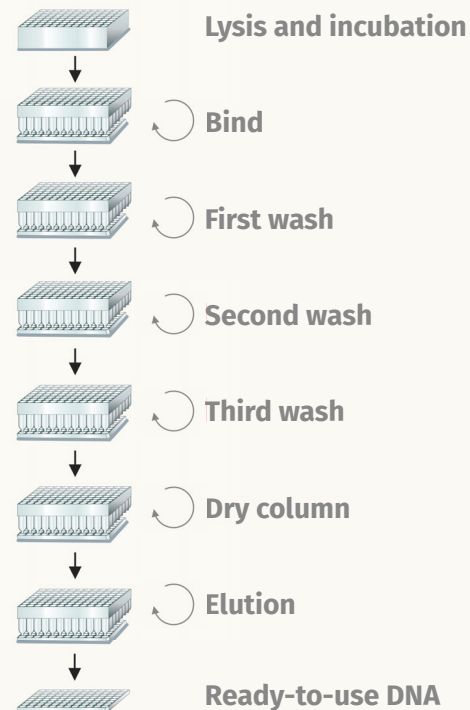 Lysis and incubation
Bind
First wash
Second wash
Third wash
Dry column
Elution
Ready-to-use DNA